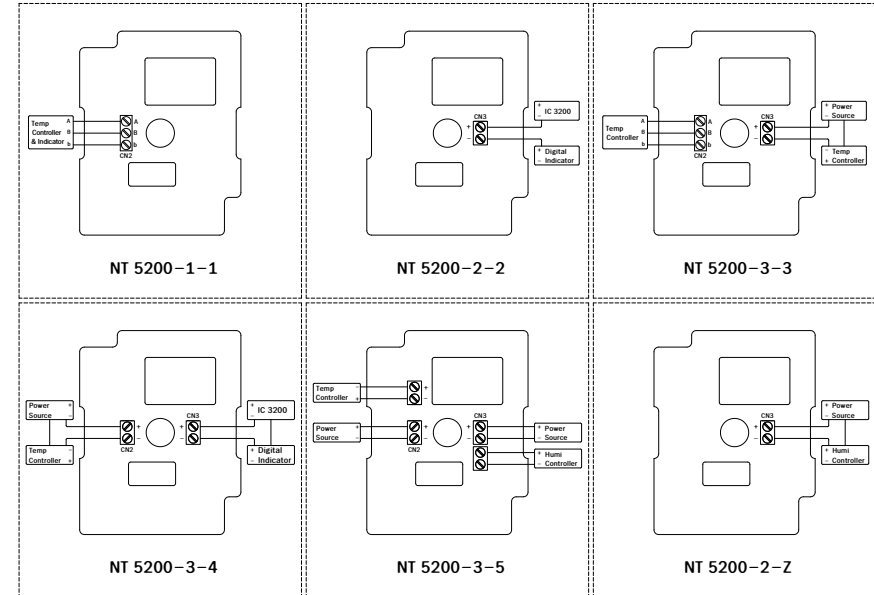 Temp
Controller
& Indicator
A
B
b
A
B
b
CN2
NT 5200-1-1
CN3
+
−
+
− IC 3200
+ Digital
− Indicator
NT 5200-2-2
Temp
Controller
A
B
b
A
B
b
CN2
CN3
+
−
+ Power
− Source
− Temp
+ Controller
NT 5200-3-3
Power +
Source −
Temp −
Controller +
+
−
CN2
CN3
+
−
+
− IC 3200
+ Digital
− Indicator
NT 5200-3-4
Temp −
Controller +
+
−
Power +
Source −
+
−
CN2
CN3
+
−
+ Power
− Source
+ Humi
− Controller
NT 5200-3-5
CN3
+
−
+ Power
− Source
+ Humi
− Controller
NT 5200-2-Z